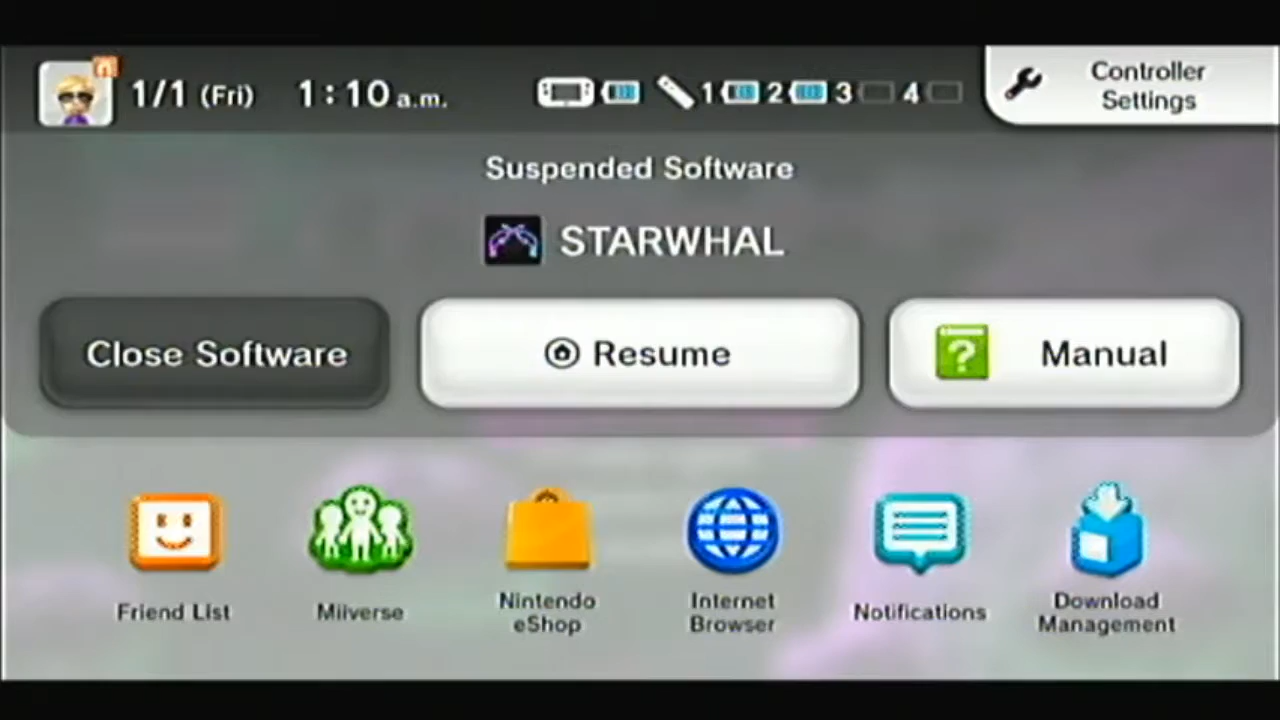 1/1 (Fri) 1:10 a.m. 1 2 3 4
Controller
Settings
Suspended Software
STARWHAL
Close Software
Resume
? Manual
Friend List
Miiverse
Nintendo
eShop
Internet
Browser
Notifications
Download
Management